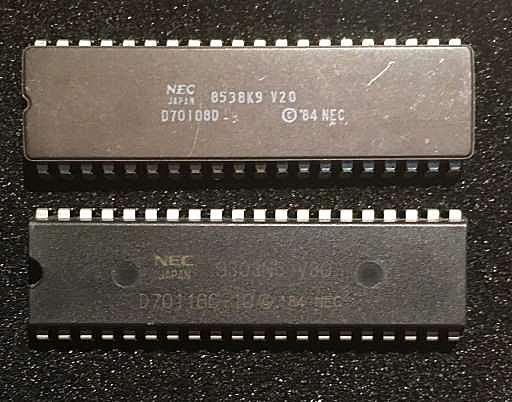 NEC
JAPAN 8538K9 V20
D70108D © '84 NEC
NEC
JAPAN V30
D70116C-10 © '84 NEC